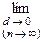 lim
d → 0
(n → ∞)